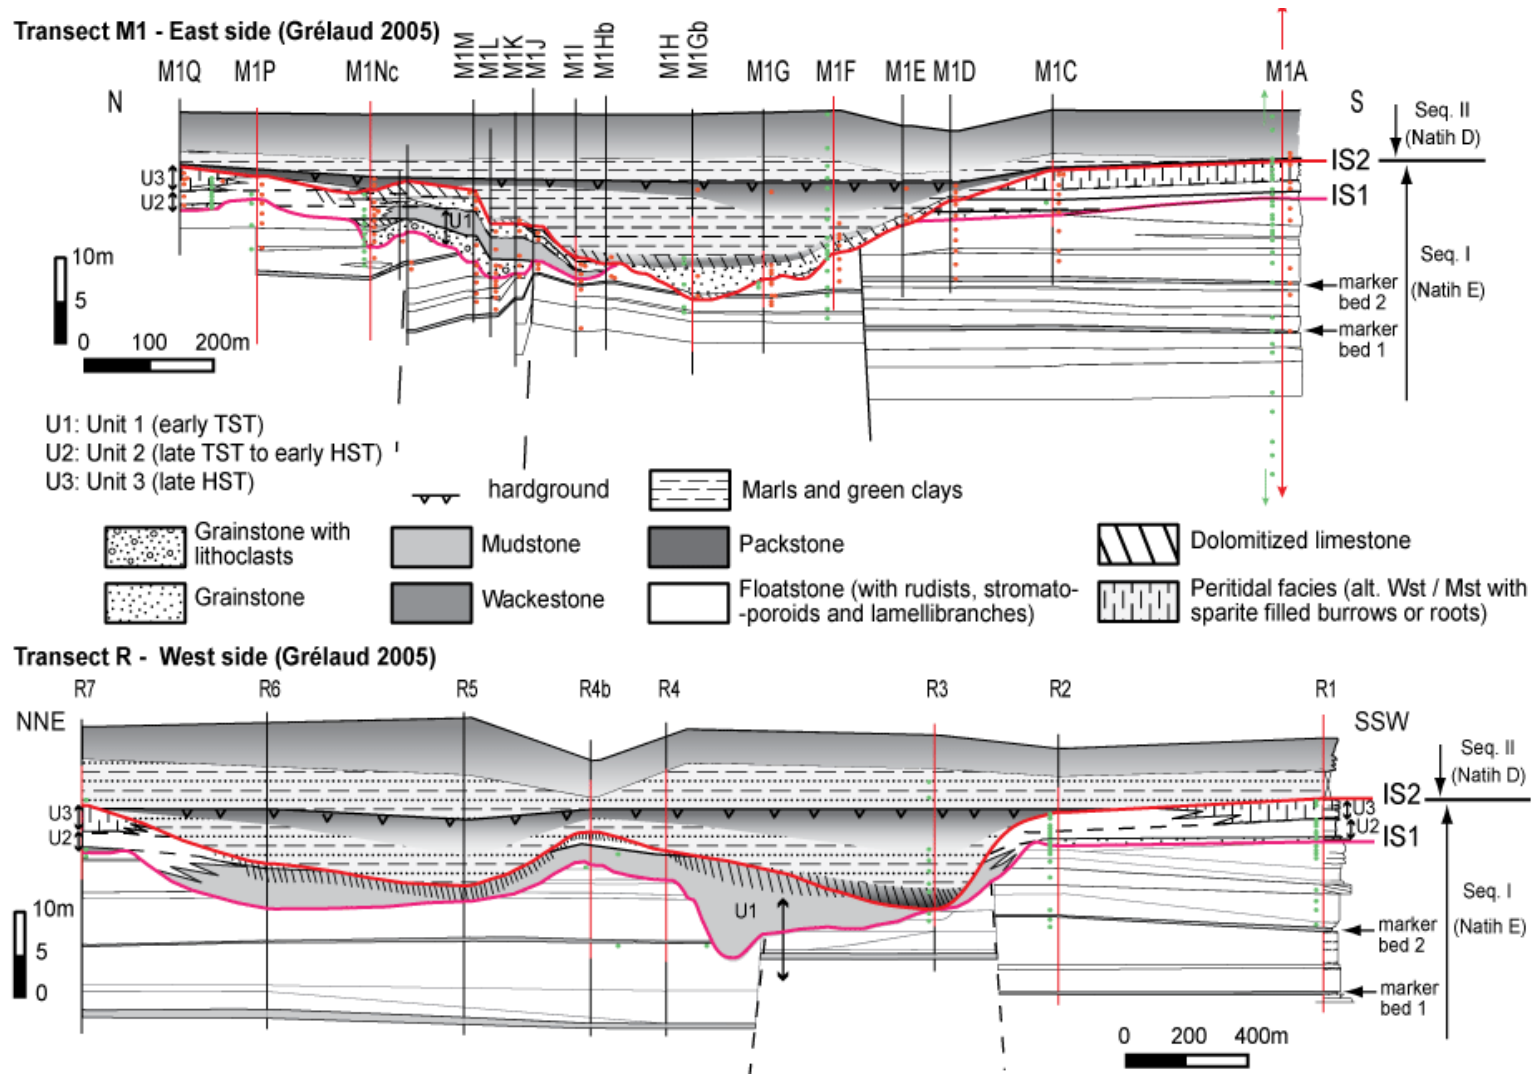 Transect M1 - East side (Grélaud 2005)
M1Q M1P M1Nc M1M M1L M1K M1J M1I M1Hb M1H M1Gb M1G M1F M1E M1D M1C M1A
N S
Seq. II
(Natih D)
IS2
U3
U2
U1
IS1
10m
5
0
Seq. I
(Natih E)
marker
bed 2
marker
bed 1
0 100 200m
U1: Unit 1 (early TST)
U2: Unit 2 (late TST to early HST)
U3: Unit 3 (late HST)
hardground
Marls and green clays
Grainstone with
lithoclasts
Mudstone
Packstone
Dolomitized limestone
Grainstone
Wackestone
Floatstone (with rudists, stromato-
-poroids and lamellibranches)
Peritidal facies (alt. Wst / Mst with
sparite filled burrows or roots)
Transect R - West side (Grélaud 2005)
R7 R6 R5 R4b R4 R3 R2 R1
NNE SSW
Seq. II
(Natih D)
IS2
U3
U2
U3
U2
IS1
U1
10m
5
0
Seq. I
(Natih E)
marker
bed 2
marker
bed 1
0 200 400m